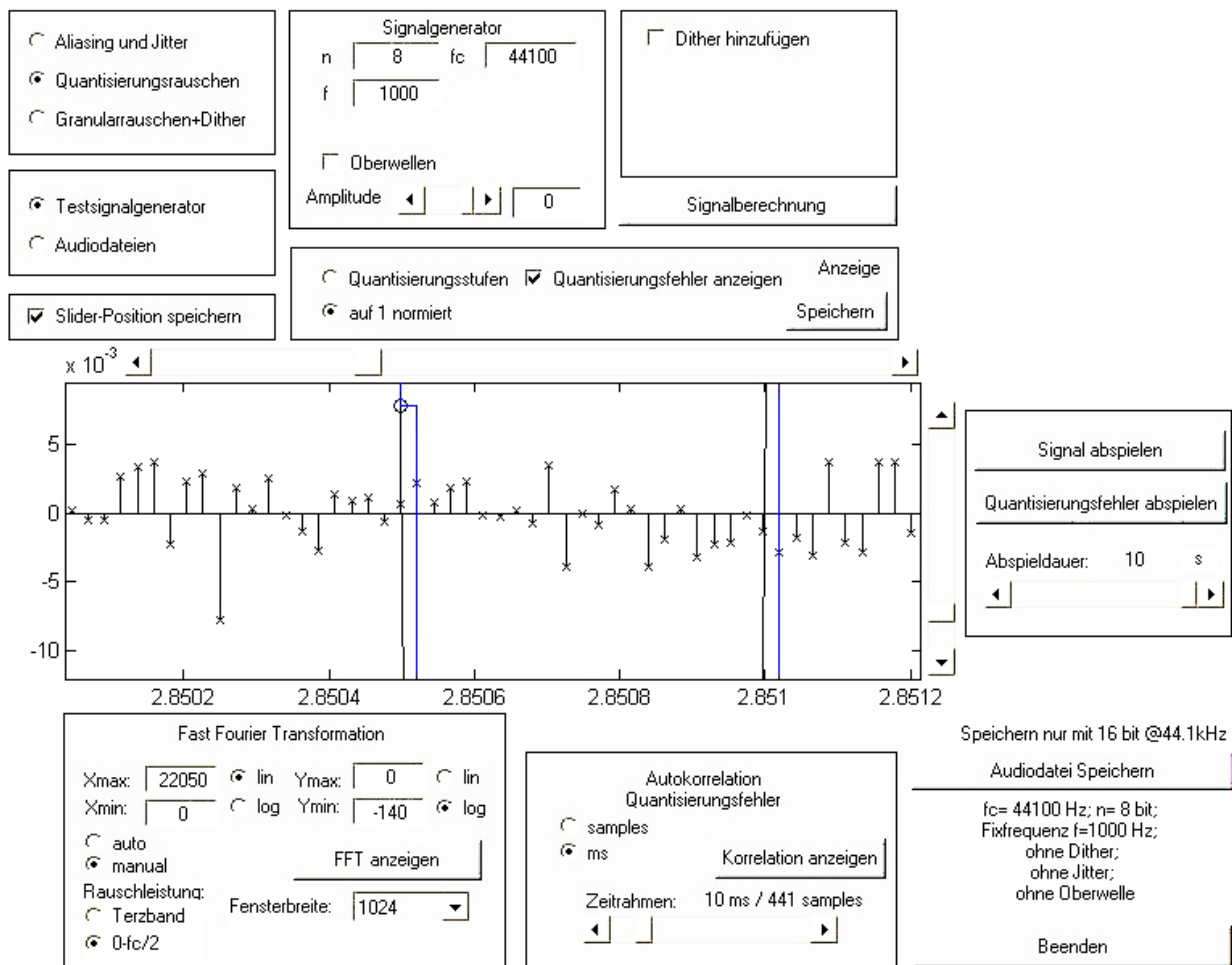 Aliasing und Jitter
Quantisierungsrauschen
Granularrauschen+Dither
Testsignalgenerator
Audiodateien
Slider-Position speichern
Signalgenerator
n 8 fc 44100
f 1000
Oberwellen
Amplitude 0
Dither hinzufügen
Signalberechnung
Quantisierungsstufen Quantisierungsfehler anzeigen Anzeige
auf 1 normiert Speichern
x 10-3
5
0
-5
-10
2.8502 2.8504 2.8506 2.8508 2.851 2.8512
Signal abspielen
Quantisierungsfehler abspielen
Abspieldauer: 10 s
Fast Fourier Transformation
Xmax: 22050 lin Ymax: 0 lin
Xmin: 0 log Ymin: -140 log
auto
manual FFT anzeigen
Rauschleistung:
Terzband Fensterbreite: 1024
0-fc/2
Autokorrelation
Quantisierungsfehler
samples
ms Korrelation anzeigen
Zeitrahmen: 10 ms / 441 samples
Speichern nur mit 16 bit @44.1kHz
Audiodatei Speichern
fc= 44100 Hz; n= 8 bit;
Fixfrequenz f=1000 Hz;
ohne Dither;
ohne Jitter;
ohne Oberwelle
Beenden